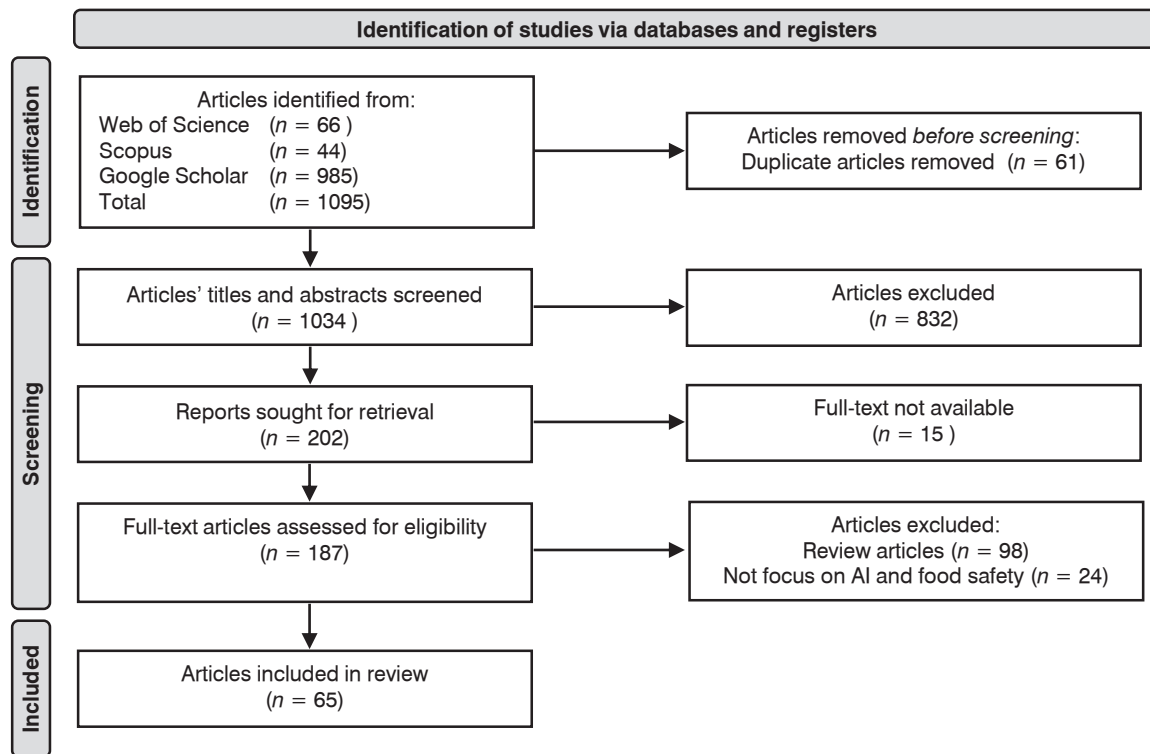 Identification of studies via databases and registers
Identification
Articles identified from:
Web of Science (n = 66 )
Scopus (n = 44)
Google Scholar (n = 985)
Total (n = 1095)
Articles removed before screening:
Duplicate articles removed (n = 61)
Screening
Articles' titles and abstracts screened
(n = 1034 )
Articles excluded
(n = 832)
Reports sought for retrieval
(n = 202)
Full-text not available
(n = 15 )
Full-text articles assessed for eligibility
(n = 187)
Articles excluded:
Review articles (n = 98)
Not focus on AI and food safety (n = 24)
Included
Articles included in review
(n = 65)